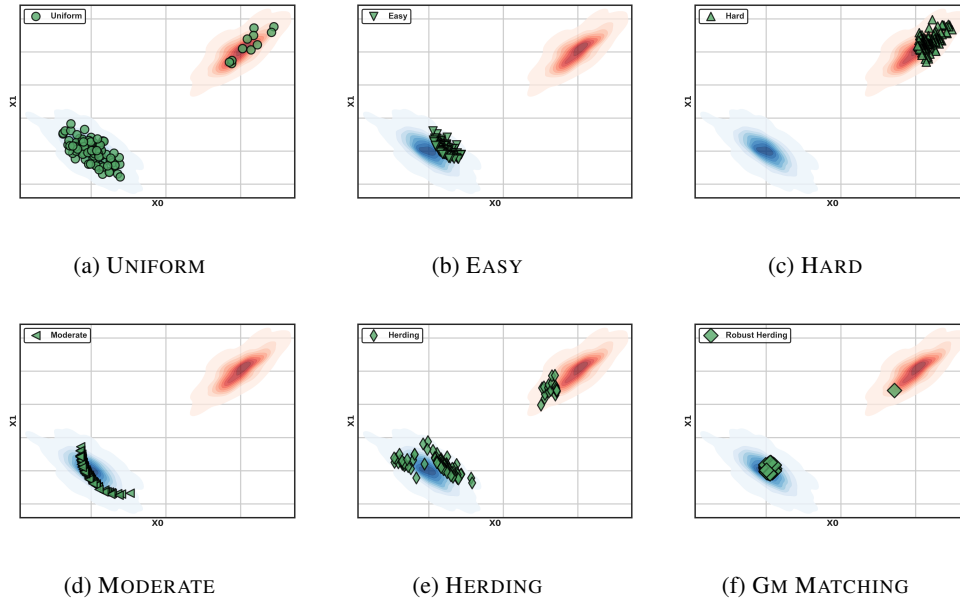 Uniform
X1
X0
(a) UNIFORM
Easy
X1
X0
(b) EASY
Hard
X1
X0
(c) HARD
Moderate
X1
X0
(d) MODERATE
Herding
X1
X0
(e) HERDING
Robust Herding
X1
X0
(f) GM MATCHING